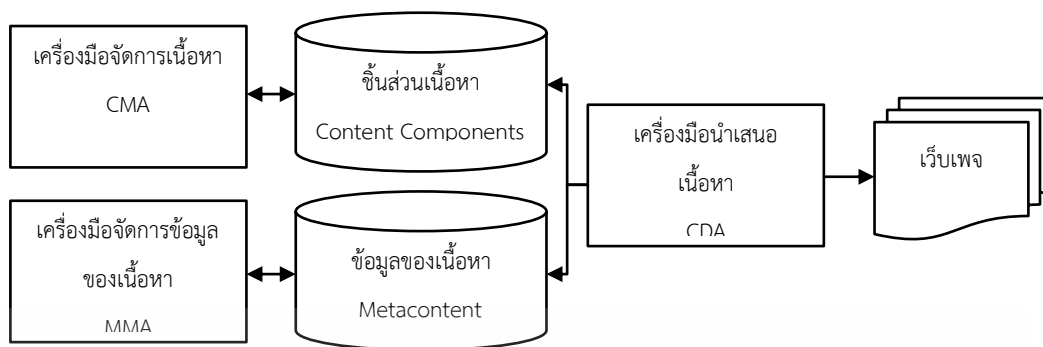 เครื่องมือจัดการเนื้อหา
CMA
ชิ้นส่วนเนื้อหา
Content Components
เครื่องมือจัดการข้อมูล
ของเนื้อหา
MMA
ข้อมูลของเนื้อหา
Metacontent
เครื่องมือนำเสนอ
เนื้อหา
CDA
เว็บเพจ